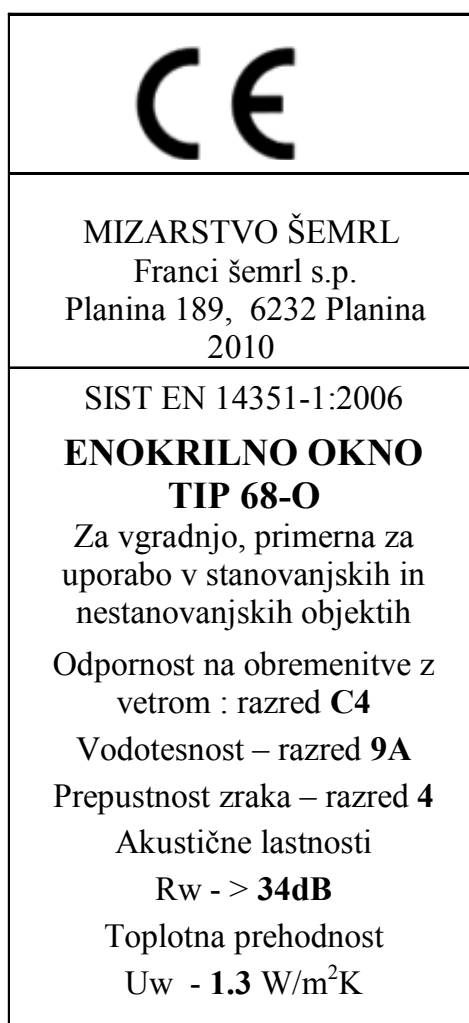 CE
MIZARSTVO ŠEMRL
Franci šemrl s.p.
Planina 189,  6232 Planina
2010
SIST EN 14351-1:2006
ENOKRILNO OKNO
TIP 68-O
Za vgradnjo, primerna za
uporabo v stanovanjskih in
nestanovanjskih objektih
Odpornost na obremenitve z
vetrom : razred C4
Vodotesnost – razred 9A
Prepustnost zraka – razred 4
Akustične lastnosti
Rw - > 34dB
Toplotna prehodnost
Uw  - 1.3 W/m²K